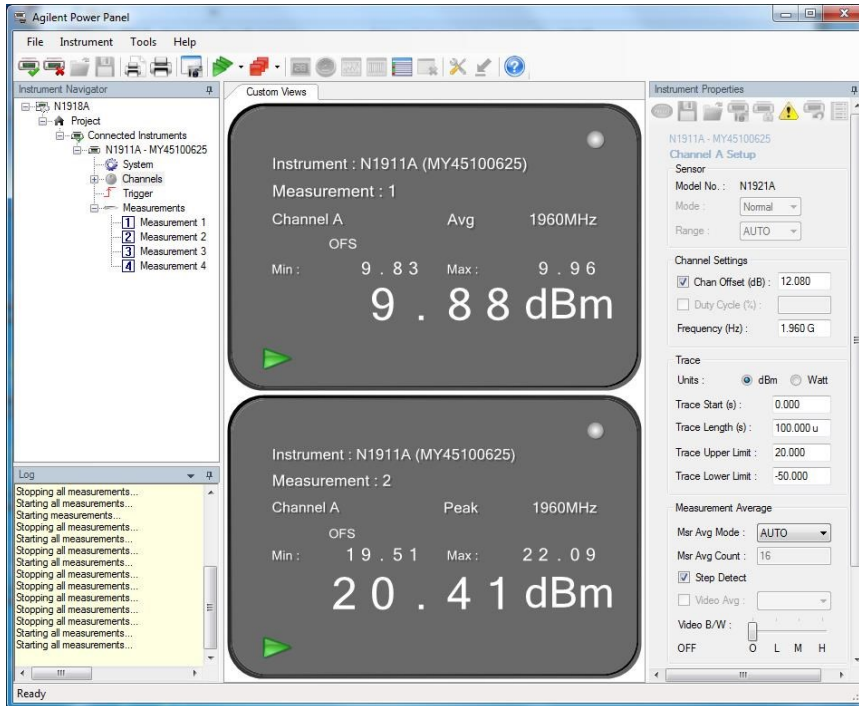 Agilent Power Panel
File Instrument Tools Help
Instrument Navigator
N1918A
Project
Connected Instruments
N1911A - MY45100625
System
Channels
Trigger
Measurements
1 Measurement 1
2 Measurement 2
3 Measurement 3
4 Measurement 4
Log
Stopping all measurements...
Starting all measurements...
Starting measurements...
Stopping all measurements...
Starting all measurements...
Stopping all measurements...
Starting all measurements...
Stopping all measurements...
Stopping all measurements...
Stopping all measurements...
Stopping all measurements...
Starting all measurements...
Starting all measurements...
Custom Views
Instrument : N1911A (MY45100625)
Measurement : 1
Channel A Avg 1960MHz
OFS
Min : 9.83 Max : 9.96
9.88 dBm
Instrument : N1911A (MY45100625)
Measurement : 2
Channel A Peak 1960MHz
OFS
Min : 19.51 Max : 22.09
20.41 dBm
Instrument Properties
N1911A - MY45100625
Channel A Setup
Sensor
Model No. : N1921A
Mode : Normal
Range : AUTO
Channel Settings
Chan Offset (dB) : 12.080
Duty Cycle (%) :
Frequency (Hz) : 1.960 G
Trace
Units : dBm Watt
Trace Start (s) : 0.000
Trace Length (s) : 100.000 u
Trace Upper Limit : 20.000
Trace Lower Limit : -50.000
Measurement Average
Msr Avg Mode : AUTO
Msr Avg Count : 16
Step Detect
Video Avg :
Video B/W :
OFF O L M H
Ready